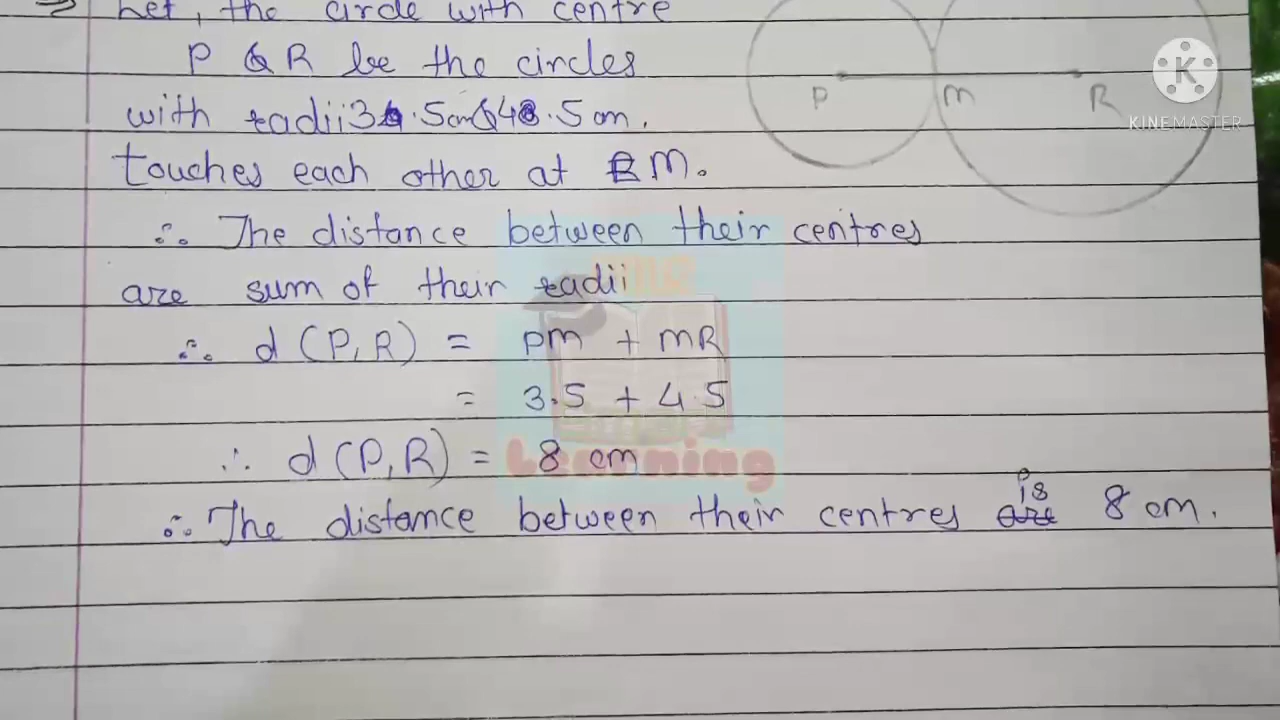 Let, the circle with centre
P & R be the circles
with radii 3.5cm & 4.5 cm.
touches each other at M.
∴ The distance between their centres
are sum of their radii
∴ d (P, R) = PM + MR
= 3.5 + 4.5
∴ d (P, R) = 8 cm
∴ The distance between their centres is 8 cm.
P M R
KINEMASTER
Learning